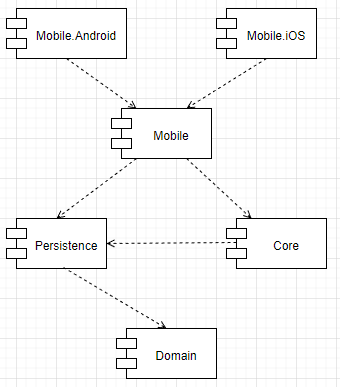 Mobile.Android
Mobile.iOS
Mobile
Persistence
Core
Domain